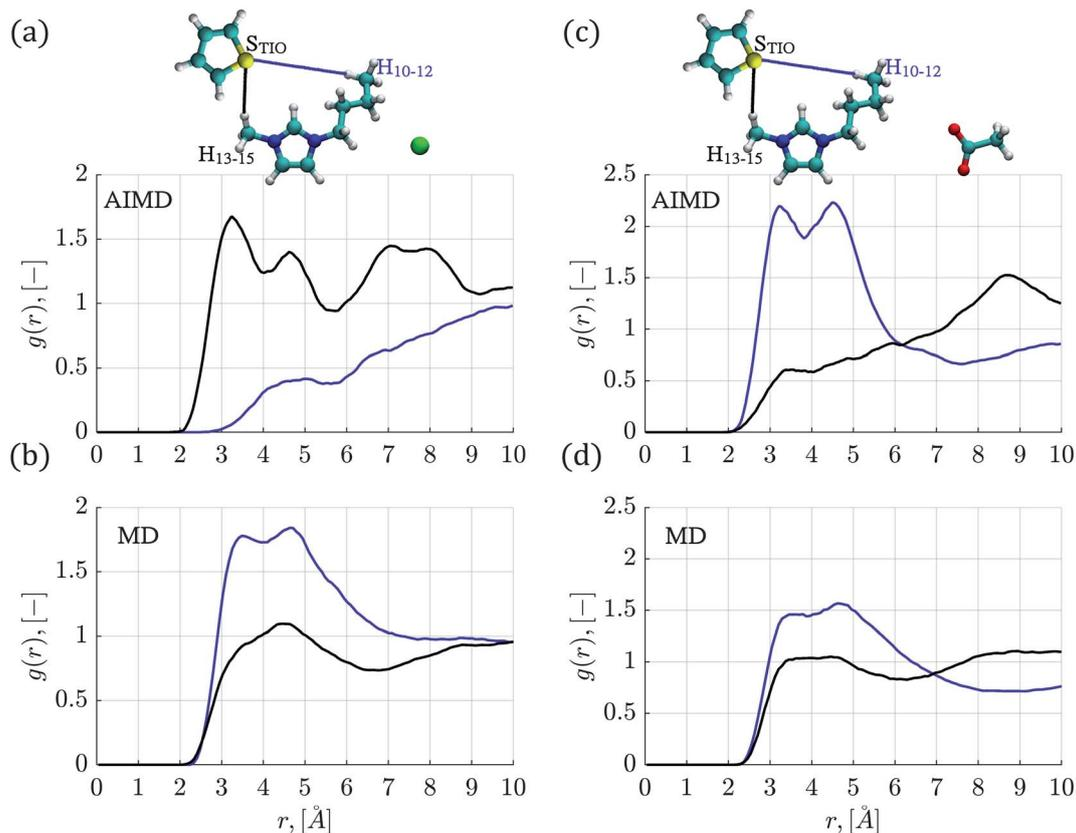 (a)
S_TIO
H_10-12
H_13-15
AIMD
2
1.5
1
0.5
0
g(r), [−]
0 1 2 3 4 5 6 7 8 9 10
(c)
S_TIO
H_10-12
H_13-15
AIMD
2.5
2
1.5
1
0.5
0
g(r), [−]
0 1 2 3 4 5 6 7 8 9 10
(b)
MD
2
1.5
1
0.5
0
g(r), [−]
0 1 2 3 4 5 6 7 8 9 10
r, [Å]
(d)
MD
2.5
2
1.5
1
0.5
0
g(r), [−]
0 1 2 3 4 5 6 7 8 9 10
r, [Å]